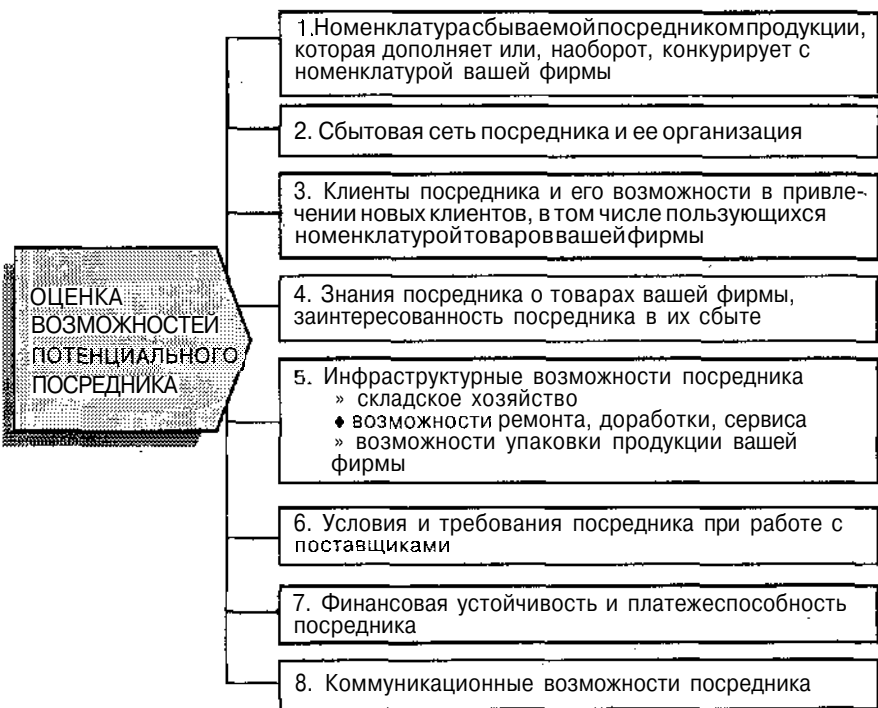 1.Номенклатурасбываемойпосредникомпродукции,
которая дополняет или, наоборот, конкурирует с
номенклатурой вашей фирмы
2. Сбытовая сеть посредника и ее организация
3. Клиенты посредника и его возможности в привле-
чении новых клиентов, в том числе пользующихся
номенклатуройтовароввашейфирмы
ОЦЕНКА
ВОЗМОЖНОСТЕЙ
ПОТЕНЦИАЛЬНОГО
ПОСРЕДНИКА
4. Знания посредника о товарах вашей фирмы,
заинтересованность посредника в их сбыте
5. Инфраструктурные возможности посредника
» складское хозяйство
♦ возможности ремонта, доработки, сервиса
» возможности упаковки продукции вашей
фирмы
6. Условия и требования посредника при работе с
поставщиками
7. Финансовая устойчивость и платежеспособность
посредника
8. Коммуникационные возможности посредника